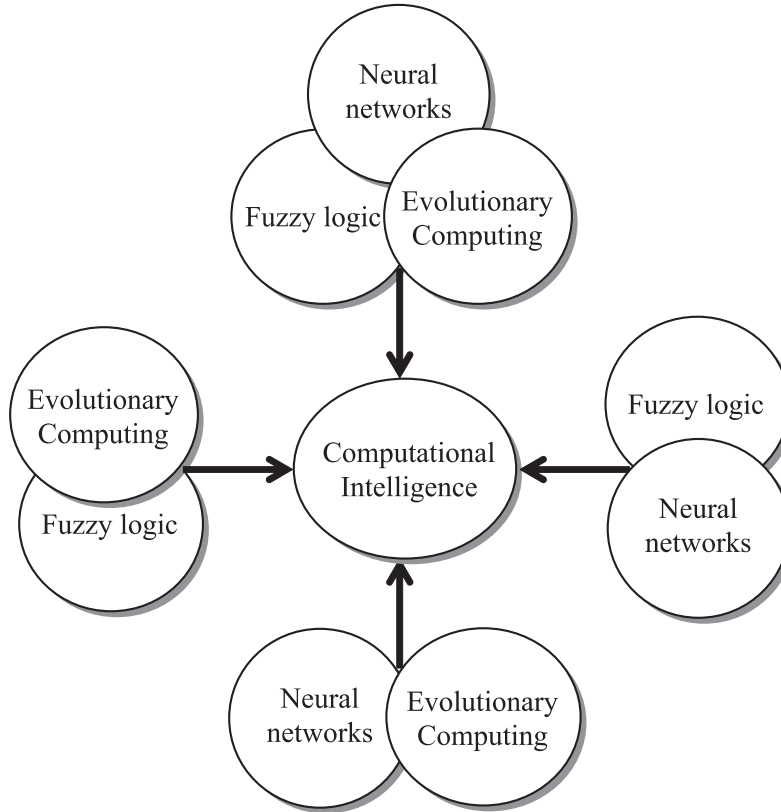 Neural
networks
Fuzzy logic
Evolutionary
Computing
Evolutionary
Computing
Fuzzy logic
Computational
Intelligence
Fuzzy logic
Neural
networks
Neural
networks
Evolutionary
Computing